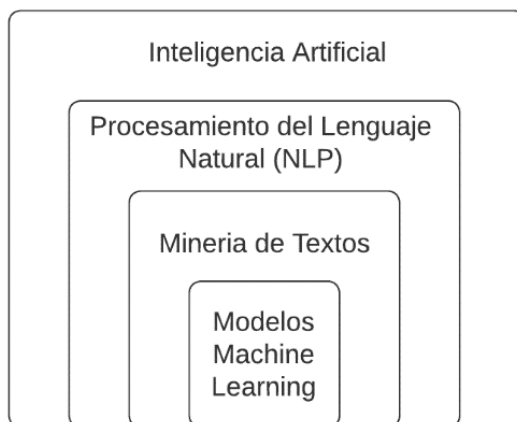 Inteligencia Artificial
Procesamiento del Lenguaje
Natural (NLP)
Mineria de Textos
Modelos
Machine
Learning